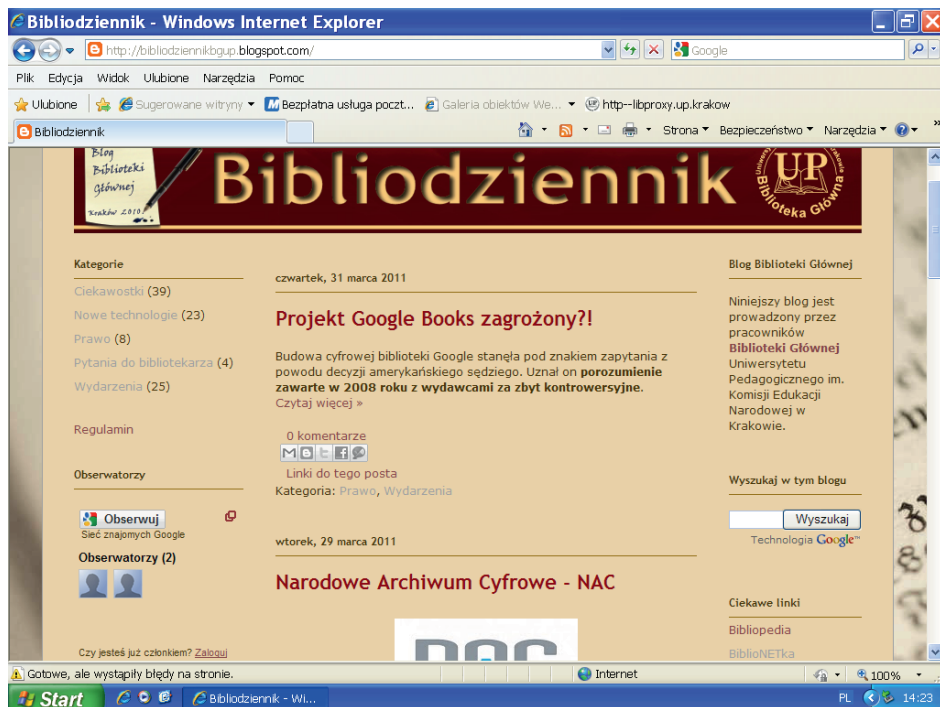 Bibliodziennik - Windows Internet Explorer
http://bibliodziennikbgup.blogspot.com/
Google
Plik Edycja Widok Ulubione Narzędzia Pomoc
Ulubione Sugerowane witryny Bezpłatna usługa poczt... Galeria obiektów We... http--libproxy.up.krakow
Bibliodziennik
Strona Bezpieczeństwo Narzędzia
Blog
Biblioteki
Głównej
Kraków 2010
Bibliodziennik
UP
Biblioteka Główna
Kategorie
Ciekawostki (39)
Nowe technologie (23)
Prawo (8)
Pytania do bibliotekarza (4)
Wydarzenia (25)
Regulamin
Obserwatorzy
Obserwuj
Sieć znajomych Google
Obserwatorzy (2)
Czy jesteś już członkiem? Zaloguj
czwartek, 31 marca 2011
Projekt Google Books zagrożony?!
Budowa cyfrowej biblioteki Google stanęła pod znakiem zapytania z
powodu decyzji amerykańskiego sędziego. Uznał on porozumienie
zawarte w 2008 roku z wydawcami za zbyt kontrowersyjne.
Czytaj więcej »
0 komentarze
Linki do tego posta
Kategoria: Prawo, Wydarzenia
wtorek, 29 marca 2011
Narodowe Archiwum Cyfrowe - NAC
Blog Biblioteki Głównej
Niniejszy blog jest
prowadzony przez
pracowników
Biblioteki Głównej
Uniwersytetu
Pedagogicznego im.
Komisji Edukacji
Narodowej w
Krakowie.
Wyszukaj w tym blogu
Wyszukaj
Technologia Google™
Ciekawe linki
Bibliopedia
BiblioNETka
Gotowe, ale wystąpiły błędy na stronie.
Internet
100%
Start
Bibliodziennik - Wi...
PL
14:23